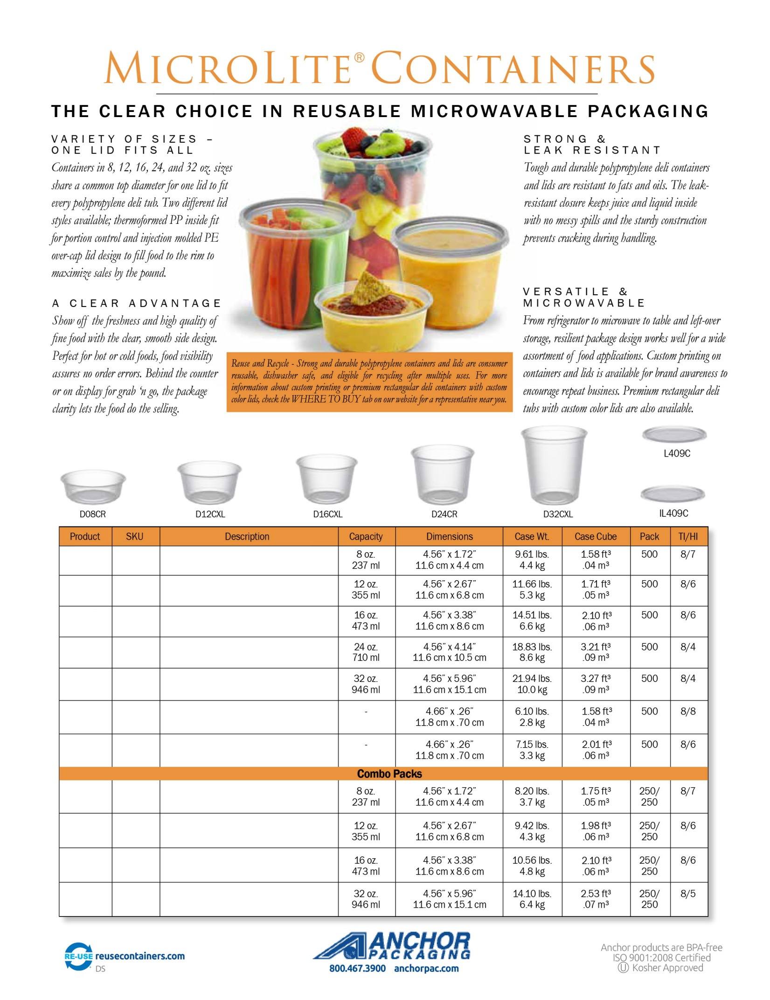 MICROLITE® CONTAINERS
THE CLEAR CHOICE IN REUSABLE MICROWAVABLE PACKAGING
VARIETY OF SIZES –
ONE LID FITS ALL
Containers in 8, 12, 16, 24, and 32 oz. sizes
share a common top diameter for one lid to fit
every polypropylene deli tub. Two different lid
styles available; thermoformed PP inside fit
for portion control and injection molded PE
over-cap lid design to fill food to the rim to
maximize sales by the pound.
A CLEAR ADVANTAGE
Show off the freshness and high quality of
fine food with the clear, smooth side design.
Perfect for hot or cold foods, food visibility
assures no order errors. Behind the counter
or on display for grab ‘n go, the package
clarity lets the food do the selling.
Reuse and Recycle - Strong and durable polypropylene containers and lids are consumer
reusable, dishwasher safe, and eligible for recycling after multiple uses. For more
information about custom printing or premium rectangular deli containers with custom
color lids, check the WHERE TO BUY tab on our website for a representative near you.
STRONG &
LEAK RESISTANT
Tough and durable polypropylene deli containers
and lids are resistant to fats and oils. The leak-
resistant closure keeps juice and liquid inside
with no messy spills and the sturdy construction
prevents cracking during handling.
VERSATILE &
MICROWAVABLE
From refrigerator to microwave to table and left-over
storage, resilient package design works well for a wide
assortment of food applications. Custom printing on
containers and lids is available for brand awareness to
encourage repeat business. Premium rectangular deli
tubs with custom color lids are also available.
L409C
D08CR D12CXL D16CXL D24CR D32CXL IL409C
Product SKU Description Capacity Dimensions Case Wt. Case Cube Pack TI/HI
8 oz. 4.56” x 1.72” 9.61 lbs. 1.58 ft³ 500 8/7
237 ml 11.6 cm x 4.4 cm 4.4 kg .04 m³
12 oz. 4.56” x 2.67” 11.66 lbs. 1.71 ft³ 500 8/6
355 ml 11.6 cm x 6.8 cm 5.3 kg .05 m³
16 oz. 4.56” x 3.38” 14.51 lbs. 2.10 ft³ 500 8/6
473 ml 11.6 cm x 8.6 cm 6.6 kg .06 m³
24 oz. 4.56” x 4.14” 18.83 lbs. 3.21 ft³ 500 8/4
710 ml 11.6 cm x 10.5 cm 8.6 kg .09 m³
32 oz. 4.56” x 5.96” 21.94 lbs. 3.27 ft³ 500 8/4
946 ml 11.6 cm x 15.1 cm 10.0 kg .09 m³
- 4.66” x .26” 6.10 lbs. 1.58 ft³ 500 8/8
11.8 cm x .70 cm 2.8 kg .04 m³
- 4.66” x .26” 7.15 lbs. 2.01 ft³ 500 8/6
11.8 cm x .70 cm 3.3 kg .06 m³
Combo Packs
8 oz. 4.56” x 1.72” 8.20 lbs. 1.75 ft³ 250/ 8/7
237 ml 11.6 cm x 4.4 cm 3.7 kg .05 m³ 250
12 oz. 4.56” x 2.67” 9.42 lbs. 1.98 ft³ 250/ 8/6
355 ml 11.6 cm x 6.8 cm 4.3 kg .06 m³ 250
16 oz. 4.56” x 3.38” 10.56 lbs. 2.10 ft³ 250/ 8/6
473 ml 11.6 cm x 8.6 cm 4.8 kg .06 m³ 250
32 oz. 4.56” x 5.96” 14.10 lbs. 2.53 ft³ 250/ 8/5
946 ml 11.6 cm x 15.1 cm 6.4 kg .07 m³ 250
RE-USE reusecontainers.com
DS
ANCHOR
PACKAGING
800.467.3900 anchorpac.com
Anchor products are BPA-free
ISO 9001:2008 Certified
Ⓤ Kosher Approved